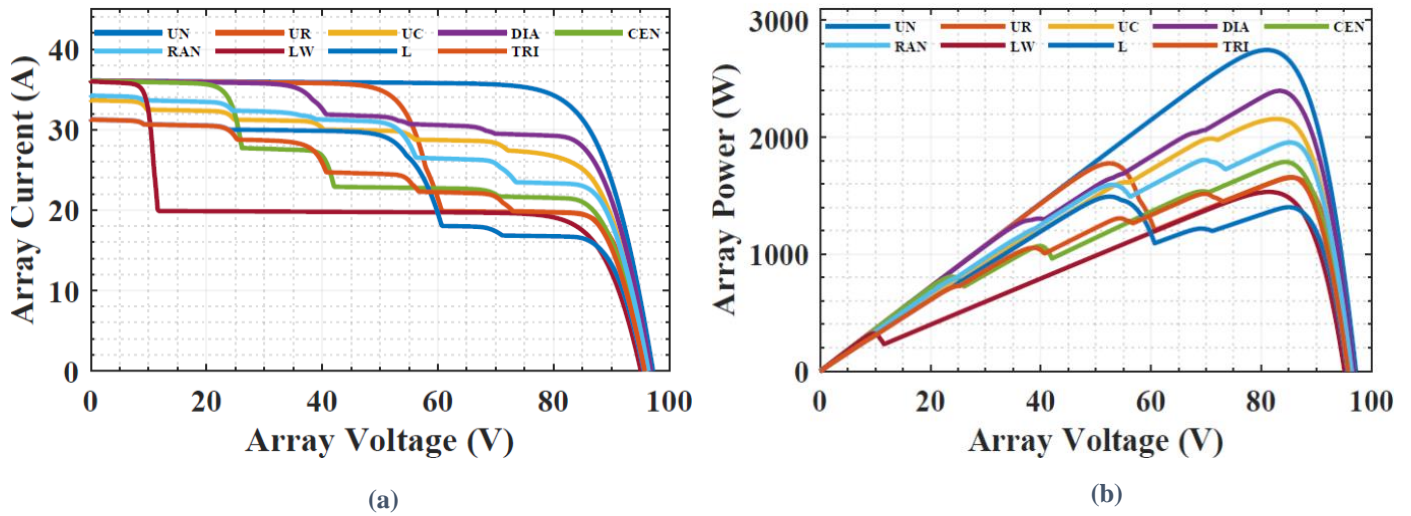 40
30
20
10
0
Array Current (A)
UN UR UC DIA CEN
RAN LW L TRI
0 20 40 60 80 100
Array Voltage (V)
(a)
3000
2000
1000
0
Array Power (W)
UN UR UC DIA CEN
RAN LW L TRI
0 20 40 60 80 100
Array Voltage (V)
(b)